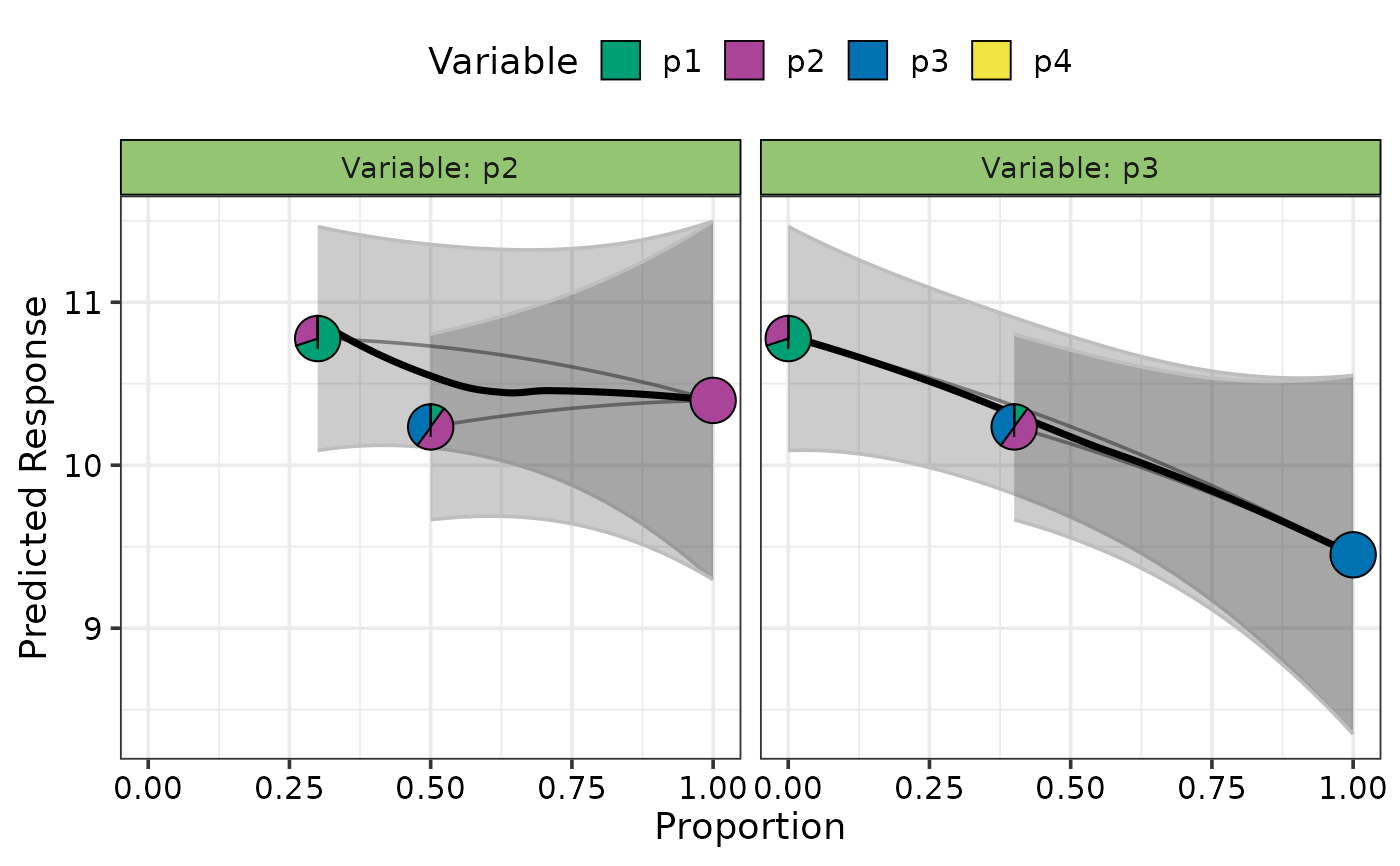 Variable p1 p2 p3 p4
Variable: p2 Variable: p3
Predicted Response
11
10
9
0.00 0.25 0.50 0.75 1.00 0.00 0.25 0.50 0.75 1.00
Proportion